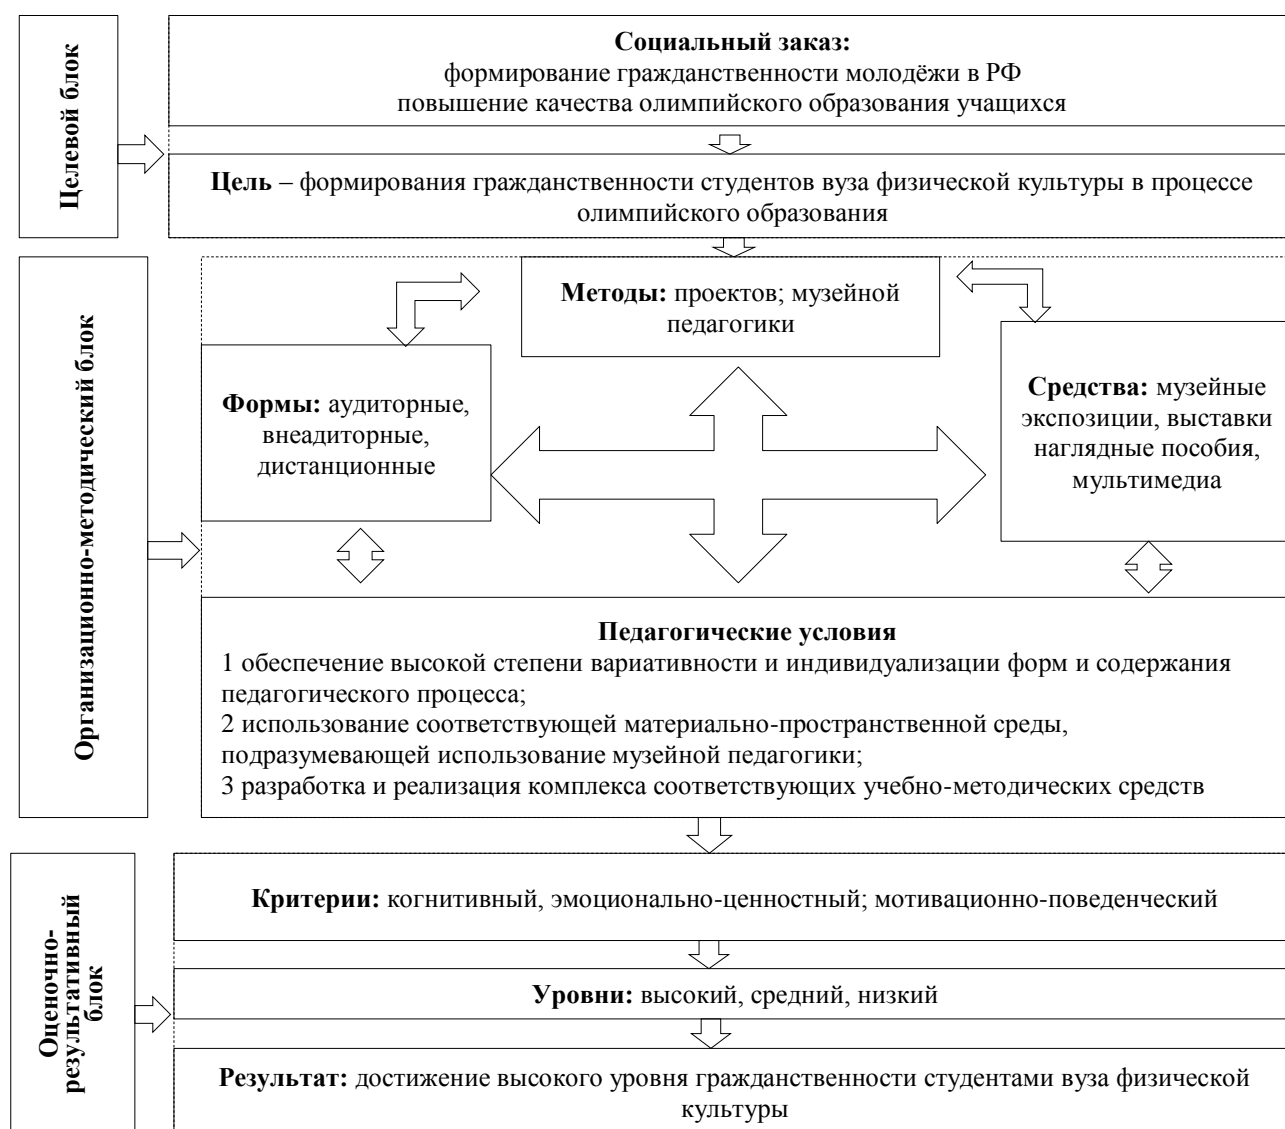 Целевой блок
Социальный заказ:
формирование гражданственности молодёжи в РФ
повышение качества олимпийского образования учащихся
Цель – формирования гражданственности студентов вуза физической культуры в процессе
олимпийского образования
Организационно-методический блок
Методы: проектов; музейной
педагогики
Формы: аудиторные,
внеадиторные,
дистанционные
Средства: музейные
экспозиции, выставки
наглядные пособия,
мультимедиа
Педагогические условия
1 обеспечение высокой степени вариативности и индивидуализации форм и содержания
педагогического процесса;
2 использование соответствующей материально-пространственной среды,
подразумевающей использование музейной педагогики;
3 разработка и реализация комплекса соответствующих учебно-методических средств
Оценочно-
результативный
блок
Критерии: когнитивный, эмоционально-ценностный; мотивационно-поведенческий
Уровни: высокий, средний, низкий
Результат: достижение высокого уровня гражданственности студентами вуза физической
культуры